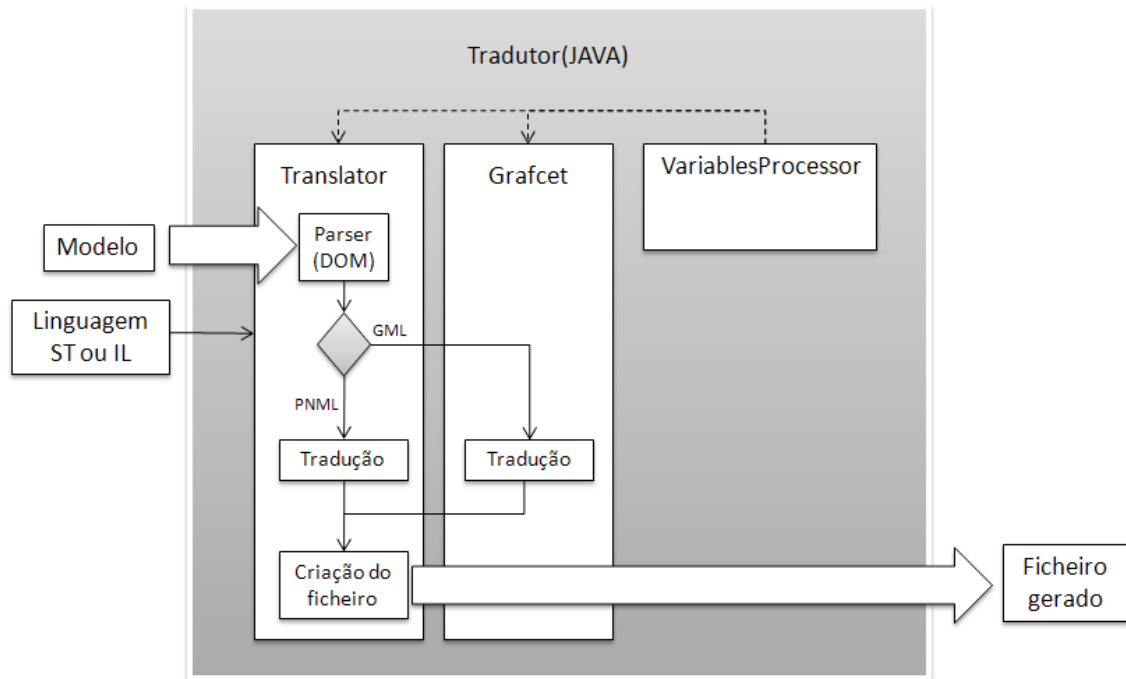 Tradutor(JAVA)
Translator
Grafcet
VariablesProcessor
Modelo
Parser
(DOM)
Linguagem
ST ou IL
GML
PNML
Tradução
Tradução
Criação do
ficheiro
Ficheiro
gerado